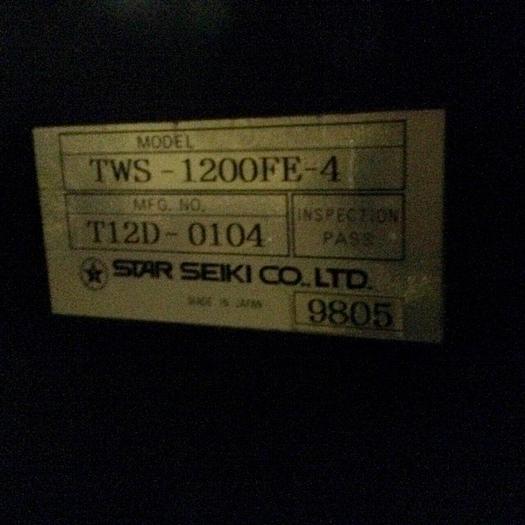 MODEL
TWS-1200FE-4
MFG. NO.
T12D-0104
INSPECTION
PASS
STAR SEIKI CO., LTD.
MADE IN JAPAN
9805